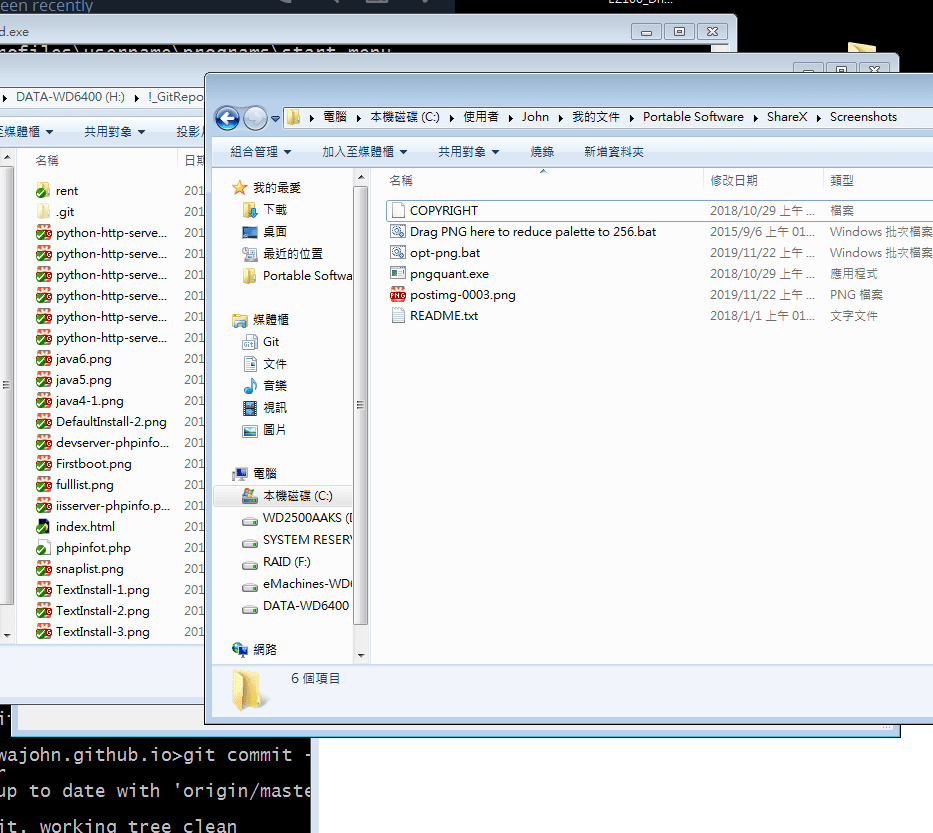 een recently
d.exe
rofiles\username\programs\start menu
DATA-WD6400 (H:) !_GitRepo
電腦 本機磁碟 (C:) 使用者 John 我的文件 Portable Software ShareX Screenshots
至媒體櫃 共用對象
組合管理 加入至媒體櫃 共用對象 燒錄 新增資料夾
名稱
rent 201
.git 201
python-http-serve... 201
python-http-serve... 201
python-http-serve... 201
python-http-serve... 201
python-http-serve... 201
python-http-serve... 201
java6.png 201
java5.png 201
java4-1.png 201
DefaultInstall-2.png 201
devserver-phpinfo... 201
Firstboot.png 201
fulllist.png 201
iisserver-phpinfo.p... 201
index.html 201
phpinfot.php 201
snaplist.png 201
TextInstall-1.png 201
TextInstall-2.png 201
TextInstall-3.png 201
我的最愛
下載
桌面
最近的位置
Portable Softwa
媒體櫃
Git
文件
音樂
視訊
圖片
電腦
本機磁碟 (C:)
WD2500AAKS (
SYSTEM RESER
RAID (F:)
eMachines-WD
DATA-WD6400
網路
名稱 修改日期 類型
COPYRIGHT 2018/10/29 上午 ... 檔案
Drag PNG here to reduce palette to 256.bat 2015/9/6 上午 01... Windows 批次檔案
opt-png.bat 2019/11/22 上午 ... Windows 批次檔案
pngquant.exe 2018/10/29 上午 ... 應用程式
postimg-0003.png 2019/11/22 上午 ... PNG 檔案
README.txt 2018/1/1 上午 01... 文字文件
6 個項目
wajohn.github.io>git commit -
up to date with 'origin/maste
it, working tree clean